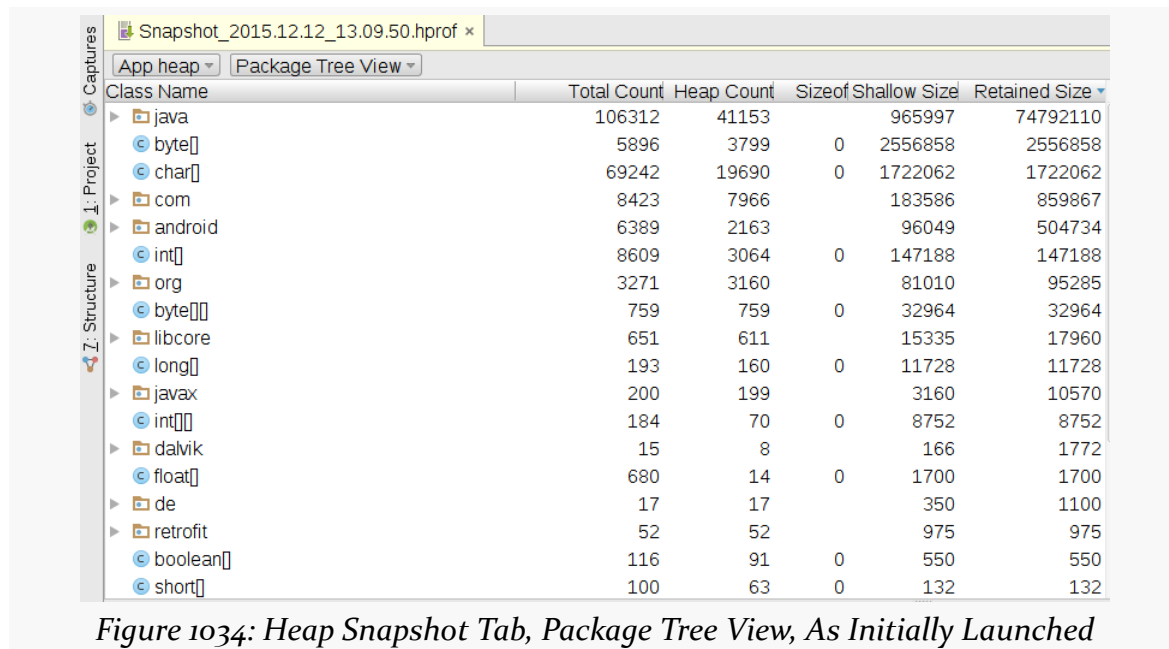 Snapshot_2015.12.12_13.09.50.hprof ×
App heap Package Tree View
Class Name Total Count Heap Count Sizeof Shallow Size Retained Size
java 106312 41153 965997 74792110
byte[] 5896 3799 0 2556858 2556858
char[] 69242 19690 0 1722062 1722062
com 8423 7966 183586 859867
android 6389 2163 96049 504734
int[] 8609 3064 0 147188 147188
org 3271 3160 81010 95285
byte[][] 759 759 0 32964 32964
libcore 651 611 15335 17960
long[] 193 160 0 11728 11728
javax 200 199 3160 10570
int[][] 184 70 0 8752 8752
dalvik 15 8 166 1772
float[] 680 14 0 1700 1700
de 17 17 350 1100
retrofit 52 52 975 975
boolean[] 116 91 0 550 550
short[] 100 63 0 132 132
Captures
1: Project
7: Structure
Figure 1034: Heap Snapshot Tab, Package Tree View, As Initially Launched